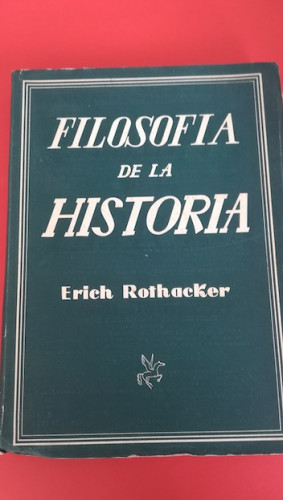 FILOSOFIA
DE LA
HISTORIA
Erich Rothacker